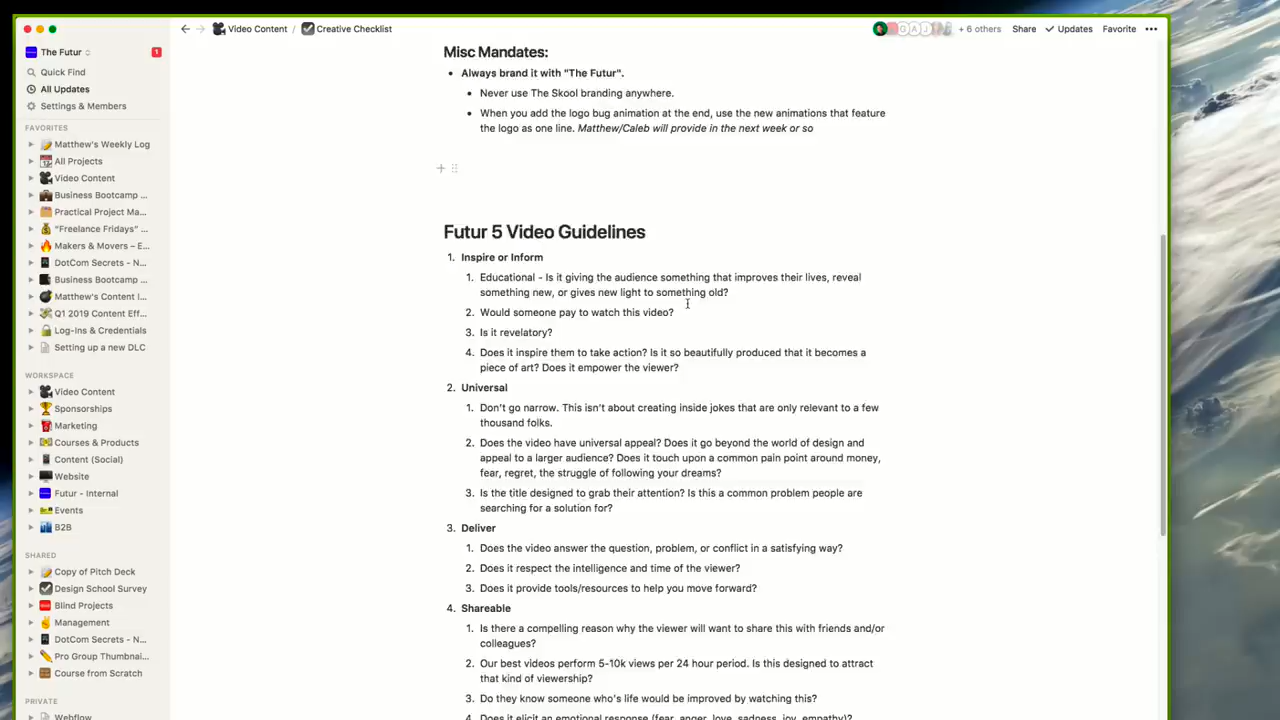 Video Content / Creative Checklist
G A J + 6 others Share Updates Favorite
The Futur 1
Quick Find
All Updates
Settings & Members
FAVORITES
Matthew's Weekly Log
All Projects
Video Content
Business Bootcamp ...
Practical Project Ma...
"Freelance Fridays" ...
Makers & Movers – E...
DotCom Secrets - N...
Business Bootcamp ...
Matthew's Content I...
Q1 2019 Content Eff...
Log-Ins & Credentials
Setting up a new DLC
WORKSPACE
Video Content
Sponsorships
Marketing
Courses & Products
Content (Social)
Website
Futur - Internal
Events
B2B
SHARED
Copy of Pitch Deck
Design School Survey
Blind Projects
Management
DotCom Secrets - N...
Pro Group Thumbnai...
Course from Scratch
PRIVATE
Webflow
Misc Mandates:
Always brand it with "The Futur".
Never use The Skool branding anywhere.
When you add the logo bug animation at the end, use the new animations that feature
the logo as one line. Matthew/Caleb will provide in the next week or so
Futur 5 Video Guidelines
1. Inspire or Inform
1. Educational - Is it giving the audience something that improves their lives, reveal
something new, or gives new light to something old?
2. Would someone pay to watch this video?
3. Is it revelatory?
4. Does it inspire them to take action? Is it so beautifully produced that it becomes a
piece of art? Does it empower the viewer?
2. Universal
1. Don't go narrow. This isn't about creating inside jokes that are only relevant to a few
thousand folks.
2. Does the video have universal appeal? Does it go beyond the world of design and
appeal to a larger audience? Does it touch upon a common pain point around money,
fear, regret, the struggle of following your dreams?
3. Is the title designed to grab their attention? Is this a common problem people are
searching for a solution for?
3. Deliver
1. Does the video answer the question, problem, or conflict in a satisfying way?
2. Does it respect the intelligence and time of the viewer?
3. Does it provide tools/resources to help you move forward?
4. Shareable
1. Is there a compelling reason why the viewer will want to share this with friends and/or
colleagues?
2. Our best videos perform 5-10k views per 24 hour period. Is this designed to attract
that kind of viewership?
3. Do they know someone who's life would be improved by watching this?
4. Does it elicit an emotional response (fear, anger, love, sadness, joy, empathy)?